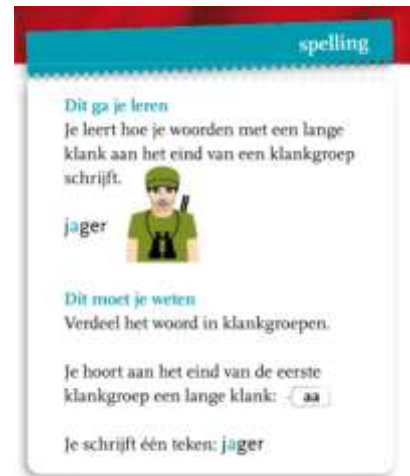 spelling
Dit ga je leren
Je leert hoe je woorden met een lange
klank aan het eind van een klankgroep
schrijft.
jager
Dit moet je weten
Verdeel het woord in klankgroepen.
Je hoort aan het eind van de eerste
klankgroep een lange klank: aa
Je schrijft één teken: jager